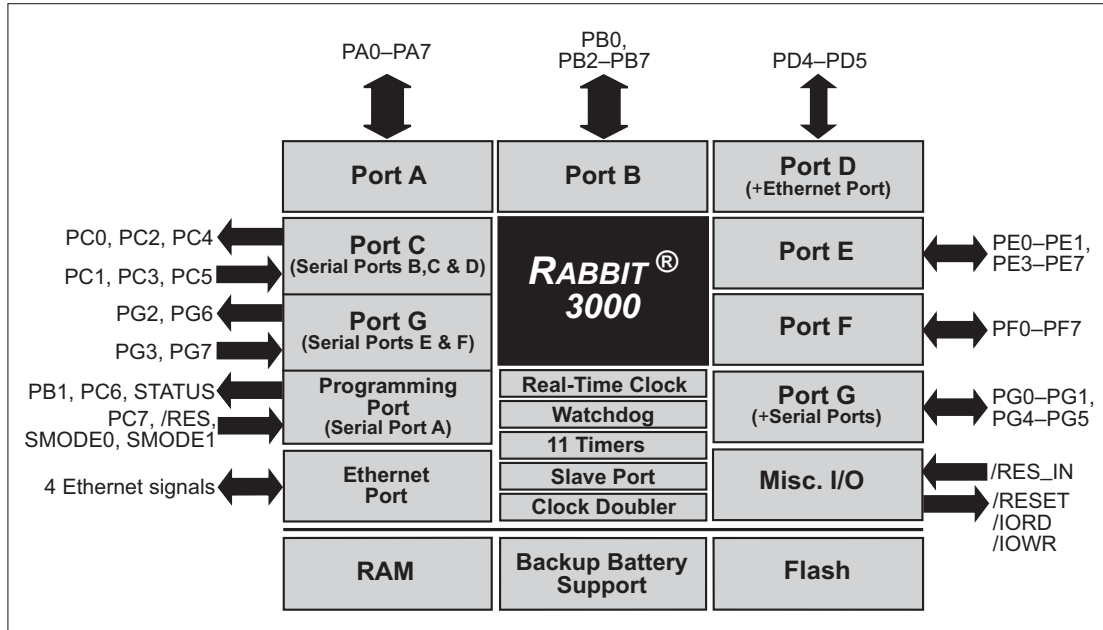 PA0–PA7
PB0,
PB2–PB7
PD4–PD5
Port A
Port B
Port D
(+Ethernet Port)
PC0, PC2, PC4
PC1, PC3, PC5
Port C
(Serial Ports B,C & D)
RABBIT ®
3000
Port E
PE0–PE1,
PE3–PE7
PG2, PG6
PG3, PG7
Port G
(Serial Ports E & F)
Port F
PF0–PF7
PB1, PC6, STATUS
PC7, /RES,
SMODE0, SMODE1
Programming
Port
(Serial Port A)
Real-Time Clock
Watchdog
11 Timers
Slave Port
Clock Doubler
Port G
(+Serial Ports)
PG0–PG1,
PG4–PG5
4 Ethernet signals
Ethernet
Port
Misc. I/O
/RES_IN
/RESET
/IORD
/IOWR
RAM
Backup Battery
Support
Flash